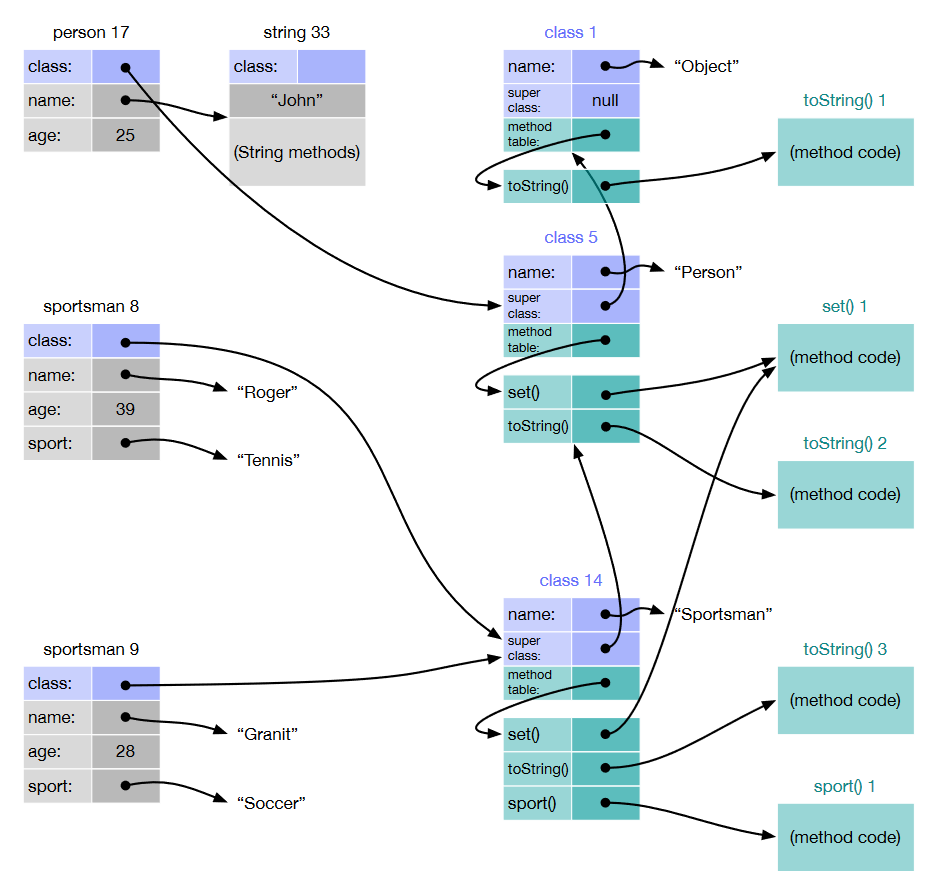 person 17
class:
name:
age: 25
string 33
class:
“John”
(String methods)
class 1
name: “Object”
super
class: null
method
table:
toString()
toString() 1
(method code)
class 5
name: “Person”
super
class:
method
table:
set()
toString()
set() 1
(method code)
toString() 2
(method code)
sportsman 8
class:
name: “Roger”
age: 39
sport: “Tennis”
class 14
name: “Sportsman”
super
class:
method
table:
set()
toString()
sport()
toString() 3
(method code)
sport() 1
(method code)
sportsman 9
class:
name: “Granit”
age: 28
sport: “Soccer”